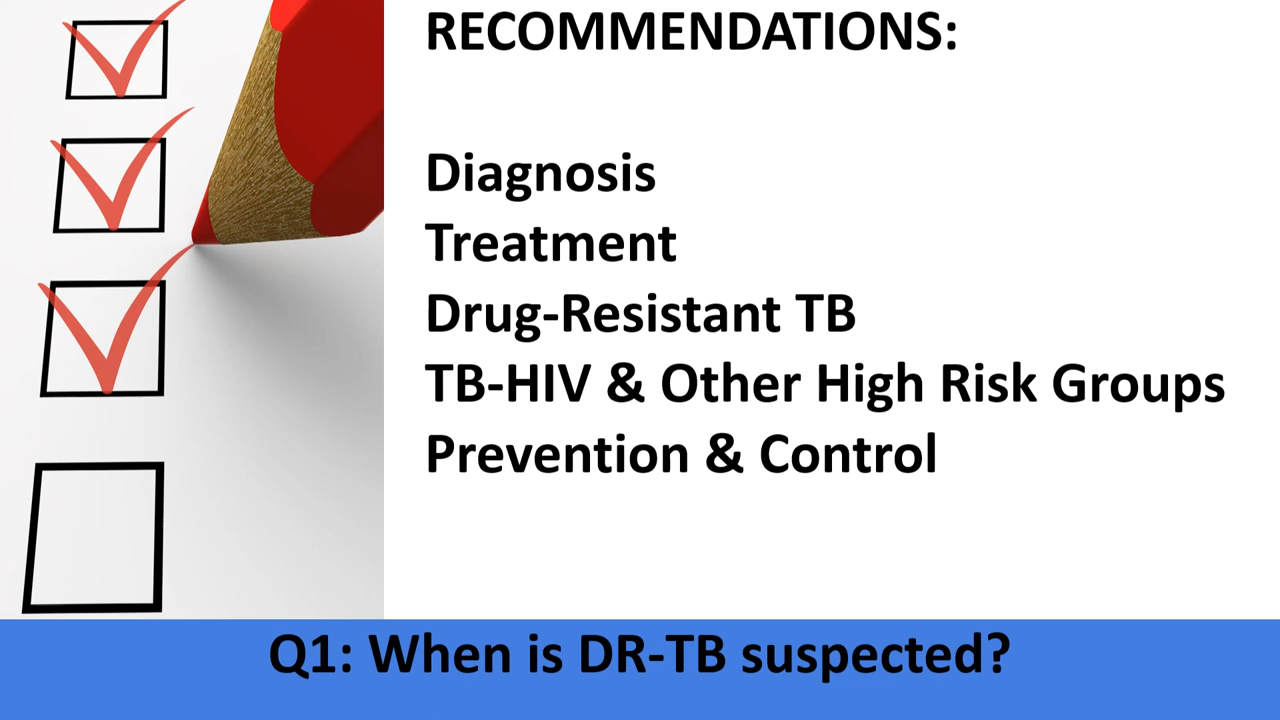 RECOMMENDATIONS:
Diagnosis
Treatment
Drug-Resistant TB
TB-HIV & Other High Risk Groups
Prevention & Control
Q1: When is DR-TB suspected?